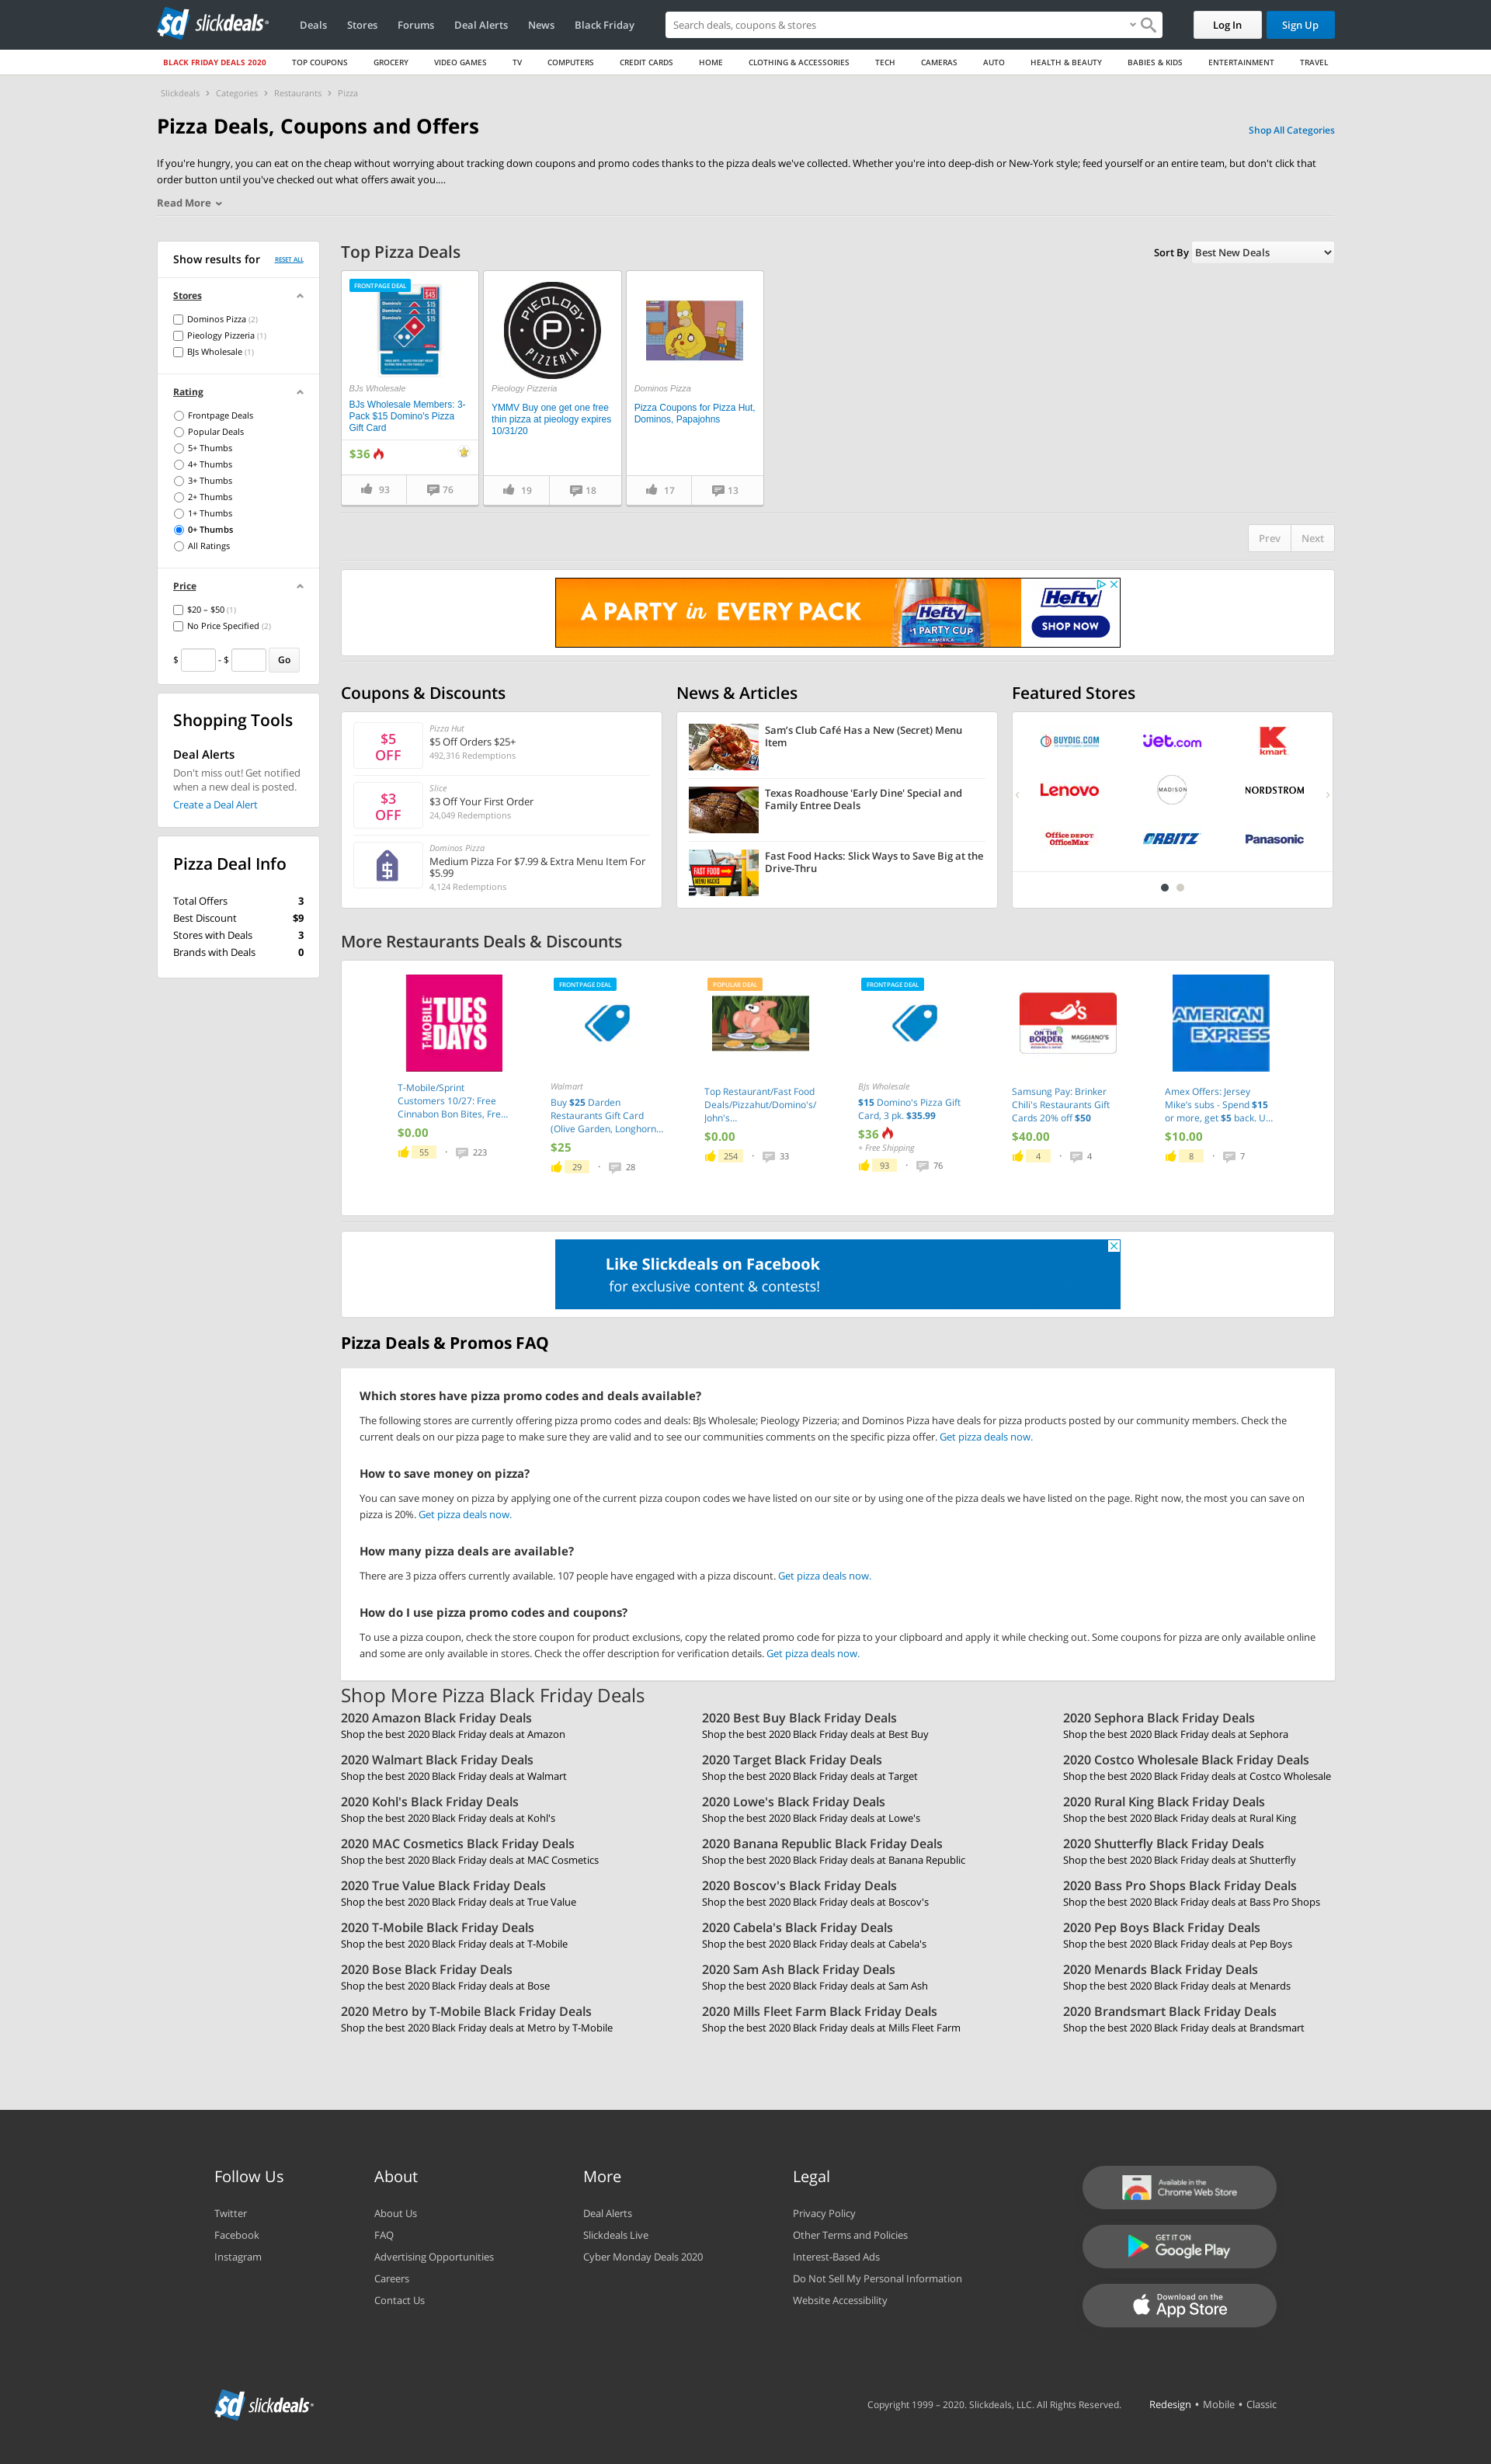 slickdeals
Deals
Stores
Forums
Deal Alerts
News
Black Friday
Search deals, coupons & stores
Log In
Sign Up
BLACK FRIDAY DEALS 2020
TOP COUPONS
GROCERY
VIDEO GAMES
TV
COMPUTERS
CREDIT CARDS
HOME
CLOTHING & ACCESSORIES
TECH
CAMERAS
AUTO
HEALTH & BEAUTY
BABIES & KIDS
ENTERTAINMENT
TRAVEL
Slickdeals > Categories > Restaurants > Pizza
Pizza Deals, Coupons and Offers
Shop All Categories
If you're hungry, you can eat on the cheap without worrying about tracking down coupons and promo codes thanks to the pizza deals we've collected. Whether you're into deep-dish or New-York style; feed yourself or an entire team, but don't click that
order button until you've checked out what offers await you....
Read More
Show results for
RESET ALL
Stores
Dominos Pizza (2)
Pieology Pizzeria (1)
BJs Wholesale (1)
Rating
Frontpage Deals
Popular Deals
5+ Thumbs
4+ Thumbs
3+ Thumbs
2+ Thumbs
1+ Thumbs
0+ Thumbs
All Ratings
Price
$20 – $50 (1)
No Price Specified (2)
$ - $ Go
Shopping Tools
Deal Alerts
Don't miss out! Get notified
when a new deal is posted.
Create a Deal Alert
Pizza Deal Info
Total Offers 3
Best Discount $9
Stores with Deals 3
Brands with Deals 0
Top Pizza Deals
Sort By Best New Deals
FRONTPAGE DEAL
$45
$15
$15
$15
BJs Wholesale
BJs Wholesale Members: 3-
Pack $15 Domino's Pizza
Gift Card
$36
93
76
PIEOLOGY
P
PIZZERIA
Pieology Pizzeria
YMMV Buy one get one free
thin pizza at pieology expires
10/31/20
19
18
Dominos Pizza
Pizza Coupons for Pizza Hut,
Dominos, Papajohns
17
13
Prev
Next
A PARTY in EVERY PACK
Hefty
#1 PARTY CUP
Hefty
SHOP NOW
Coupons & Discounts
$5
OFF
Pizza Hut
$5 Off Orders $25+
492,316 Redemptions
$3
OFF
Slice
$3 Off Your First Order
24,049 Redemptions
Dominos Pizza
Medium Pizza For $7.99 & Extra Menu Item For
$5.99
4,124 Redemptions
News & Articles
Sam's Club Café Has a New (Secret) Menu
Item
Texas Roadhouse 'Early Dine' Special and
Family Entree Deals
FAST FOOD
MENU HACKS
Fast Food Hacks: Slick Ways to Save Big at the
Drive-Thru
Featured Stores
BUYDIG.COM
jet.com
K
kmart
Lenovo
MADISON
NORDSTROM
Office DEPOT
OfficeMax
ORBITZ
Panasonic
More Restaurants Deals & Discounts
T-MOBILE
TUES
DAYS
T-Mobile/Sprint
Customers 10/27: Free
Cinnabon Bon Bites, Fre...
$0.00
55
223
FRONTPAGE DEAL
Walmart
Buy $25 Darden
Restaurants Gift Card
(Olive Garden, Longhorn...
$25
29
28
POPULAR DEAL
Top Restaurant/Fast Food
Deals/Pizzahut/Domino's/
John's...
$0.00
254
33
FRONTPAGE DEAL
BJs Wholesale
$15 Domino's Pizza Gift
Card, 3 pk. $35.99
$36
+ Free Shipping
93
76
ON THE
BORDER
MAGGIANO'S
Samsung Pay: Brinker
Chili's Restaurants Gift
Cards 20% off $50
$40.00
4
4
AMERICAN
EXPRESS
Amex Offers: Jersey
Mike's subs - Spend $15
or more, get $5 back. U...
$10.00
8
7
Like Slickdeals on Facebook
for exclusive content & contests!
Pizza Deals & Promos FAQ
Which stores have pizza promo codes and deals available?
The following stores are currently offering pizza promo codes and deals: BJs Wholesale; Pieology Pizzeria; and Dominos Pizza have deals for pizza products posted by our community members. Check the
current deals on our pizza page to make sure they are valid and to see our communities comments on the specific pizza offer. Get pizza deals now.
How to save money on pizza?
You can save money on pizza by applying one of the current pizza coupon codes we have listed on our site or by using one of the pizza deals we have listed on the page. Right now, the most you can save on
pizza is 20%. Get pizza deals now.
How many pizza deals are available?
There are 3 pizza offers currently available. 107 people have engaged with a pizza discount. Get pizza deals now.
How do I use pizza promo codes and coupons?
To use a pizza coupon, check the store coupon for product exclusions, copy the related promo code for pizza to your clipboard and apply it while checking out. Some coupons for pizza are only available online
and some are only available in stores. Check the offer description for verification details. Get pizza deals now.
Shop More Pizza Black Friday Deals
2020 Amazon Black Friday Deals
Shop the best 2020 Black Friday deals at Amazon
2020 Best Buy Black Friday Deals
Shop the best 2020 Black Friday deals at Best Buy
2020 Sephora Black Friday Deals
Shop the best 2020 Black Friday deals at Sephora
2020 Walmart Black Friday Deals
Shop the best 2020 Black Friday deals at Walmart
2020 Target Black Friday Deals
Shop the best 2020 Black Friday deals at Target
2020 Costco Wholesale Black Friday Deals
Shop the best 2020 Black Friday deals at Costco Wholesale
2020 Kohl's Black Friday Deals
Shop the best 2020 Black Friday deals at Kohl's
2020 Lowe's Black Friday Deals
Shop the best 2020 Black Friday deals at Lowe's
2020 Rural King Black Friday Deals
Shop the best 2020 Black Friday deals at Rural King
2020 MAC Cosmetics Black Friday Deals
Shop the best 2020 Black Friday deals at MAC Cosmetics
2020 Banana Republic Black Friday Deals
Shop the best 2020 Black Friday deals at Banana Republic
2020 Shutterfly Black Friday Deals
Shop the best 2020 Black Friday deals at Shutterfly
2020 True Value Black Friday Deals
Shop the best 2020 Black Friday deals at True Value
2020 Boscov's Black Friday Deals
Shop the best 2020 Black Friday deals at Boscov's
2020 Bass Pro Shops Black Friday Deals
Shop the best 2020 Black Friday deals at Bass Pro Shops
2020 T-Mobile Black Friday Deals
Shop the best 2020 Black Friday deals at T-Mobile
2020 Cabela's Black Friday Deals
Shop the best 2020 Black Friday deals at Cabela's
2020 Pep Boys Black Friday Deals
Shop the best 2020 Black Friday deals at Pep Boys
2020 Bose Black Friday Deals
Shop the best 2020 Black Friday deals at Bose
2020 Sam Ash Black Friday Deals
Shop the best 2020 Black Friday deals at Sam Ash
2020 Menards Black Friday Deals
Shop the best 2020 Black Friday deals at Menards
2020 Metro by T-Mobile Black Friday Deals
Shop the best 2020 Black Friday deals at Metro by T-Mobile
2020 Mills Fleet Farm Black Friday Deals
Shop the best 2020 Black Friday deals at Mills Fleet Farm
2020 Brandsmart Black Friday Deals
Shop the best 2020 Black Friday deals at Brandsmart
Follow Us
Twitter
Facebook
Instagram
About
About Us
FAQ
Advertising Opportunities
Careers
Contact Us
More
Deal Alerts
Slickdeals Live
Cyber Monday Deals 2020
Legal
Privacy Policy
Other Terms and Policies
Interest-Based Ads
Do Not Sell My Personal Information
Website Accessibility
Available in the
Chrome Web Store
GET IT ON
Google Play
Download on the
App Store
slickdeals
Copyright 1999 – 2020. Slickdeals, LLC. All Rights Reserved.
Redesign • Mobile • Classic